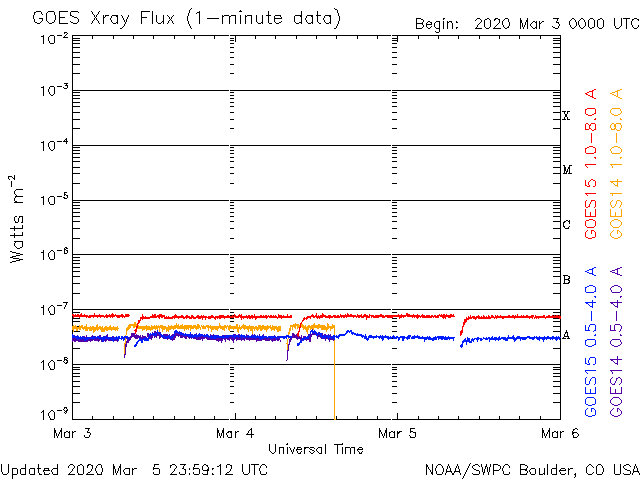 GOES Xray Flux (1-minute data)
Begin: 2020 Mar 3 0000 UTC
10^-2
10^-3
10^-4
10^-5
10^-6
10^-7
10^-8
10^-9
Watts m^-2
X
M
C
B
A
GOES15 1.0-8.0 A
GOES14 1.0-8.0 A
GOES15 0.5-4.0 A
GOES14 0.5-4.0 A
Mar 3
Mar 4
Mar 5
Mar 6
Universal Time
Updated 2020 Mar 5 23:59:12 UTC
NOAA/SWPC Boulder, CO USA